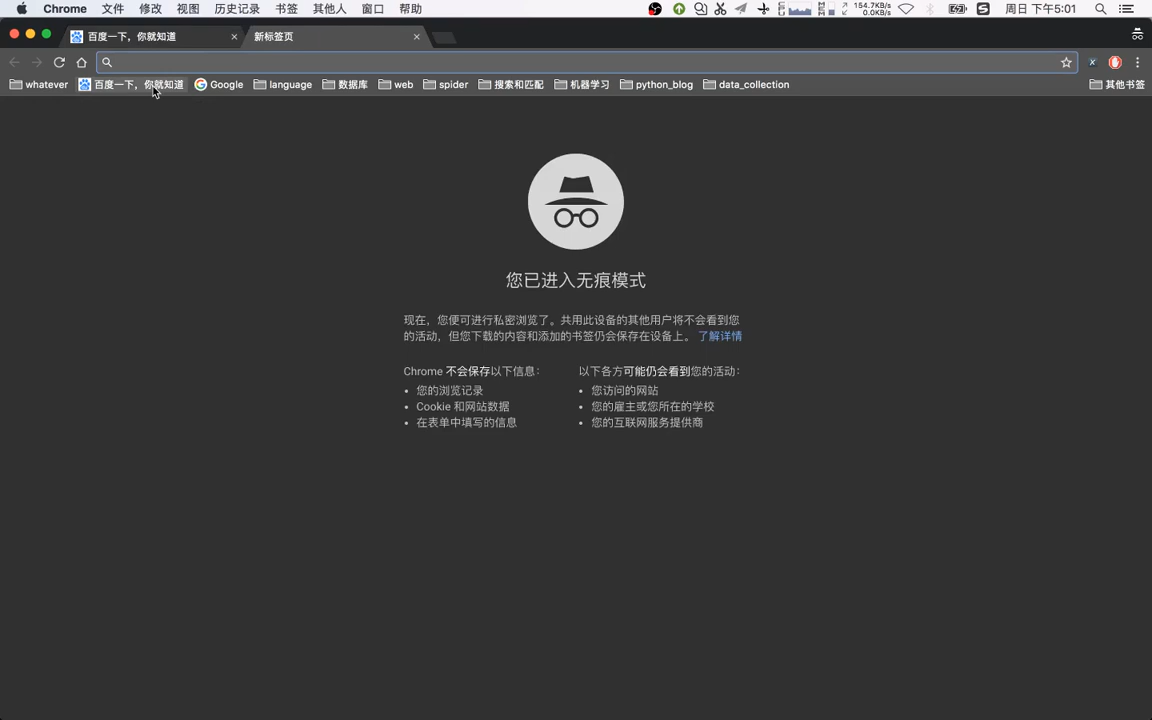 Chrome 文件 修改 视图 历史记录 书签 其他人 窗口 帮助 154.7KB/s 0.0KB/s 周日 下午5:01
百度一下，你就知道 新标签页
whatever 百度一下，你就知道 Google language 数据库 web spider 搜索和匹配 机器学习 python_blog data_collection 其他书签
您已进入无痕模式
现在，您便可进行私密浏览了。共用此设备的其他用户将不会看到您
的活动，但您下载的内容和添加的书签仍会保存在设备上。 了解详情
Chrome 不会保存以下信息：
• 您的浏览记录
• Cookie 和网站数据
• 在表单中填写的信息
以下各方可能仍会看到您的活动：
• 您访问的网站
• 您的雇主或您所在的学校
• 您的互联网服务提供商